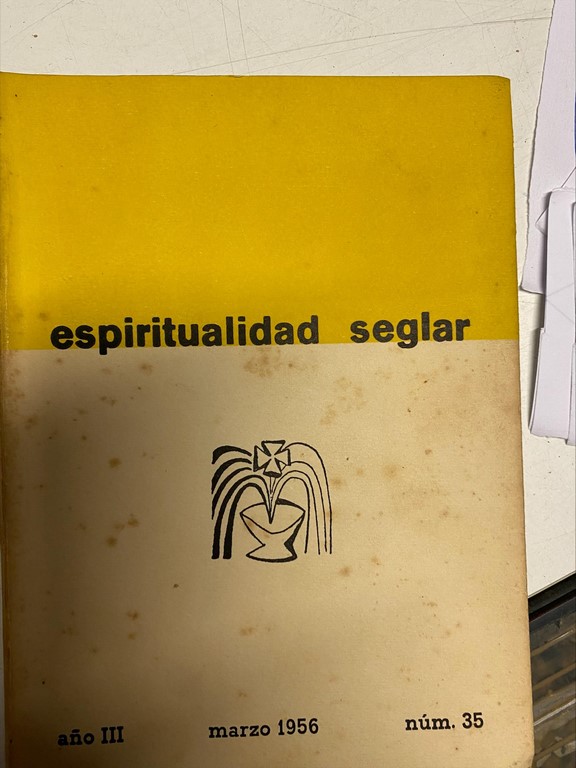 espiritualidad seglar
año III marzo 1956 núm. 35